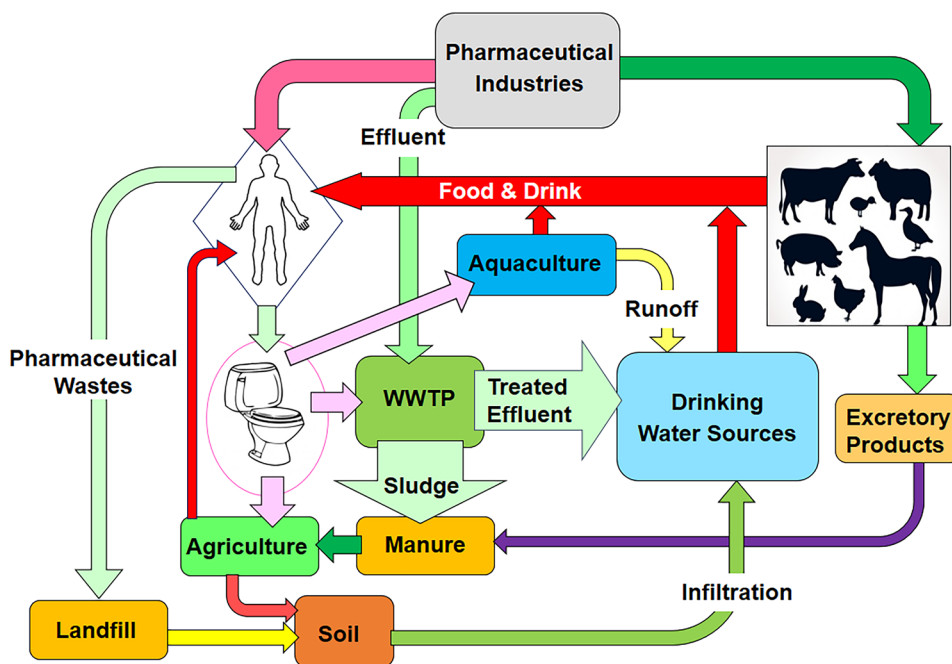 Pharmaceutical
Industries
Effluent
Food & Drink
Aquaculture
Runoff
Pharmaceutical
Wastes
WWTP
Treated
Effluent
Drinking
Water Sources
Excretory
Products
Sludge
Agriculture
Manure
Infiltration
Landfill
Soil